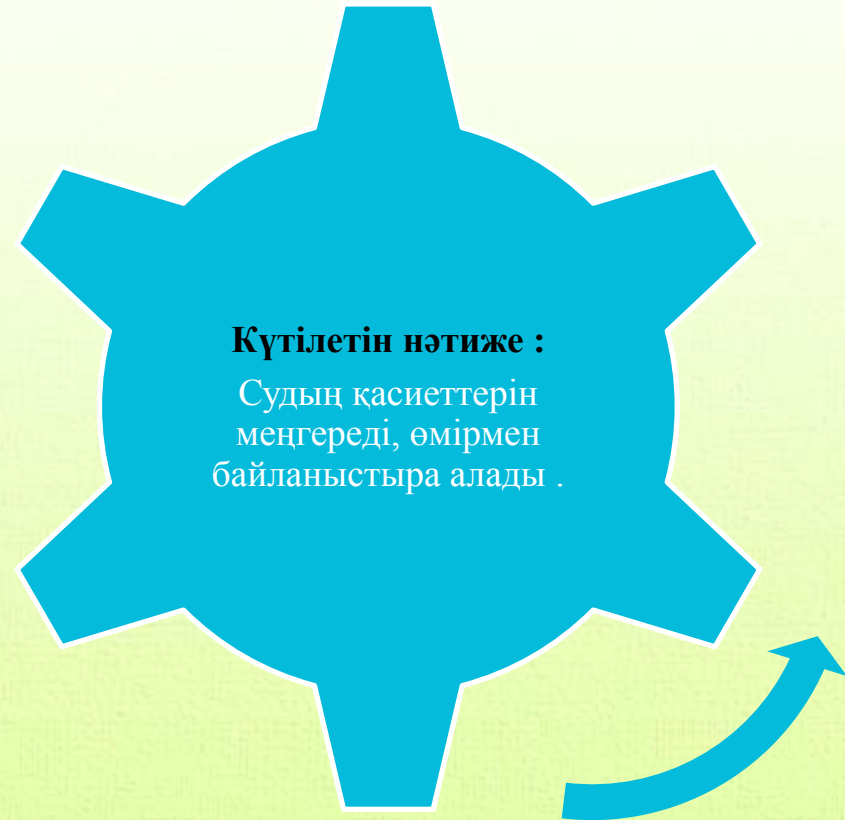 Күтілетін нәтиже :
Судың қасиеттерін
меңгереді, өмірмен
байланыстыра алады .